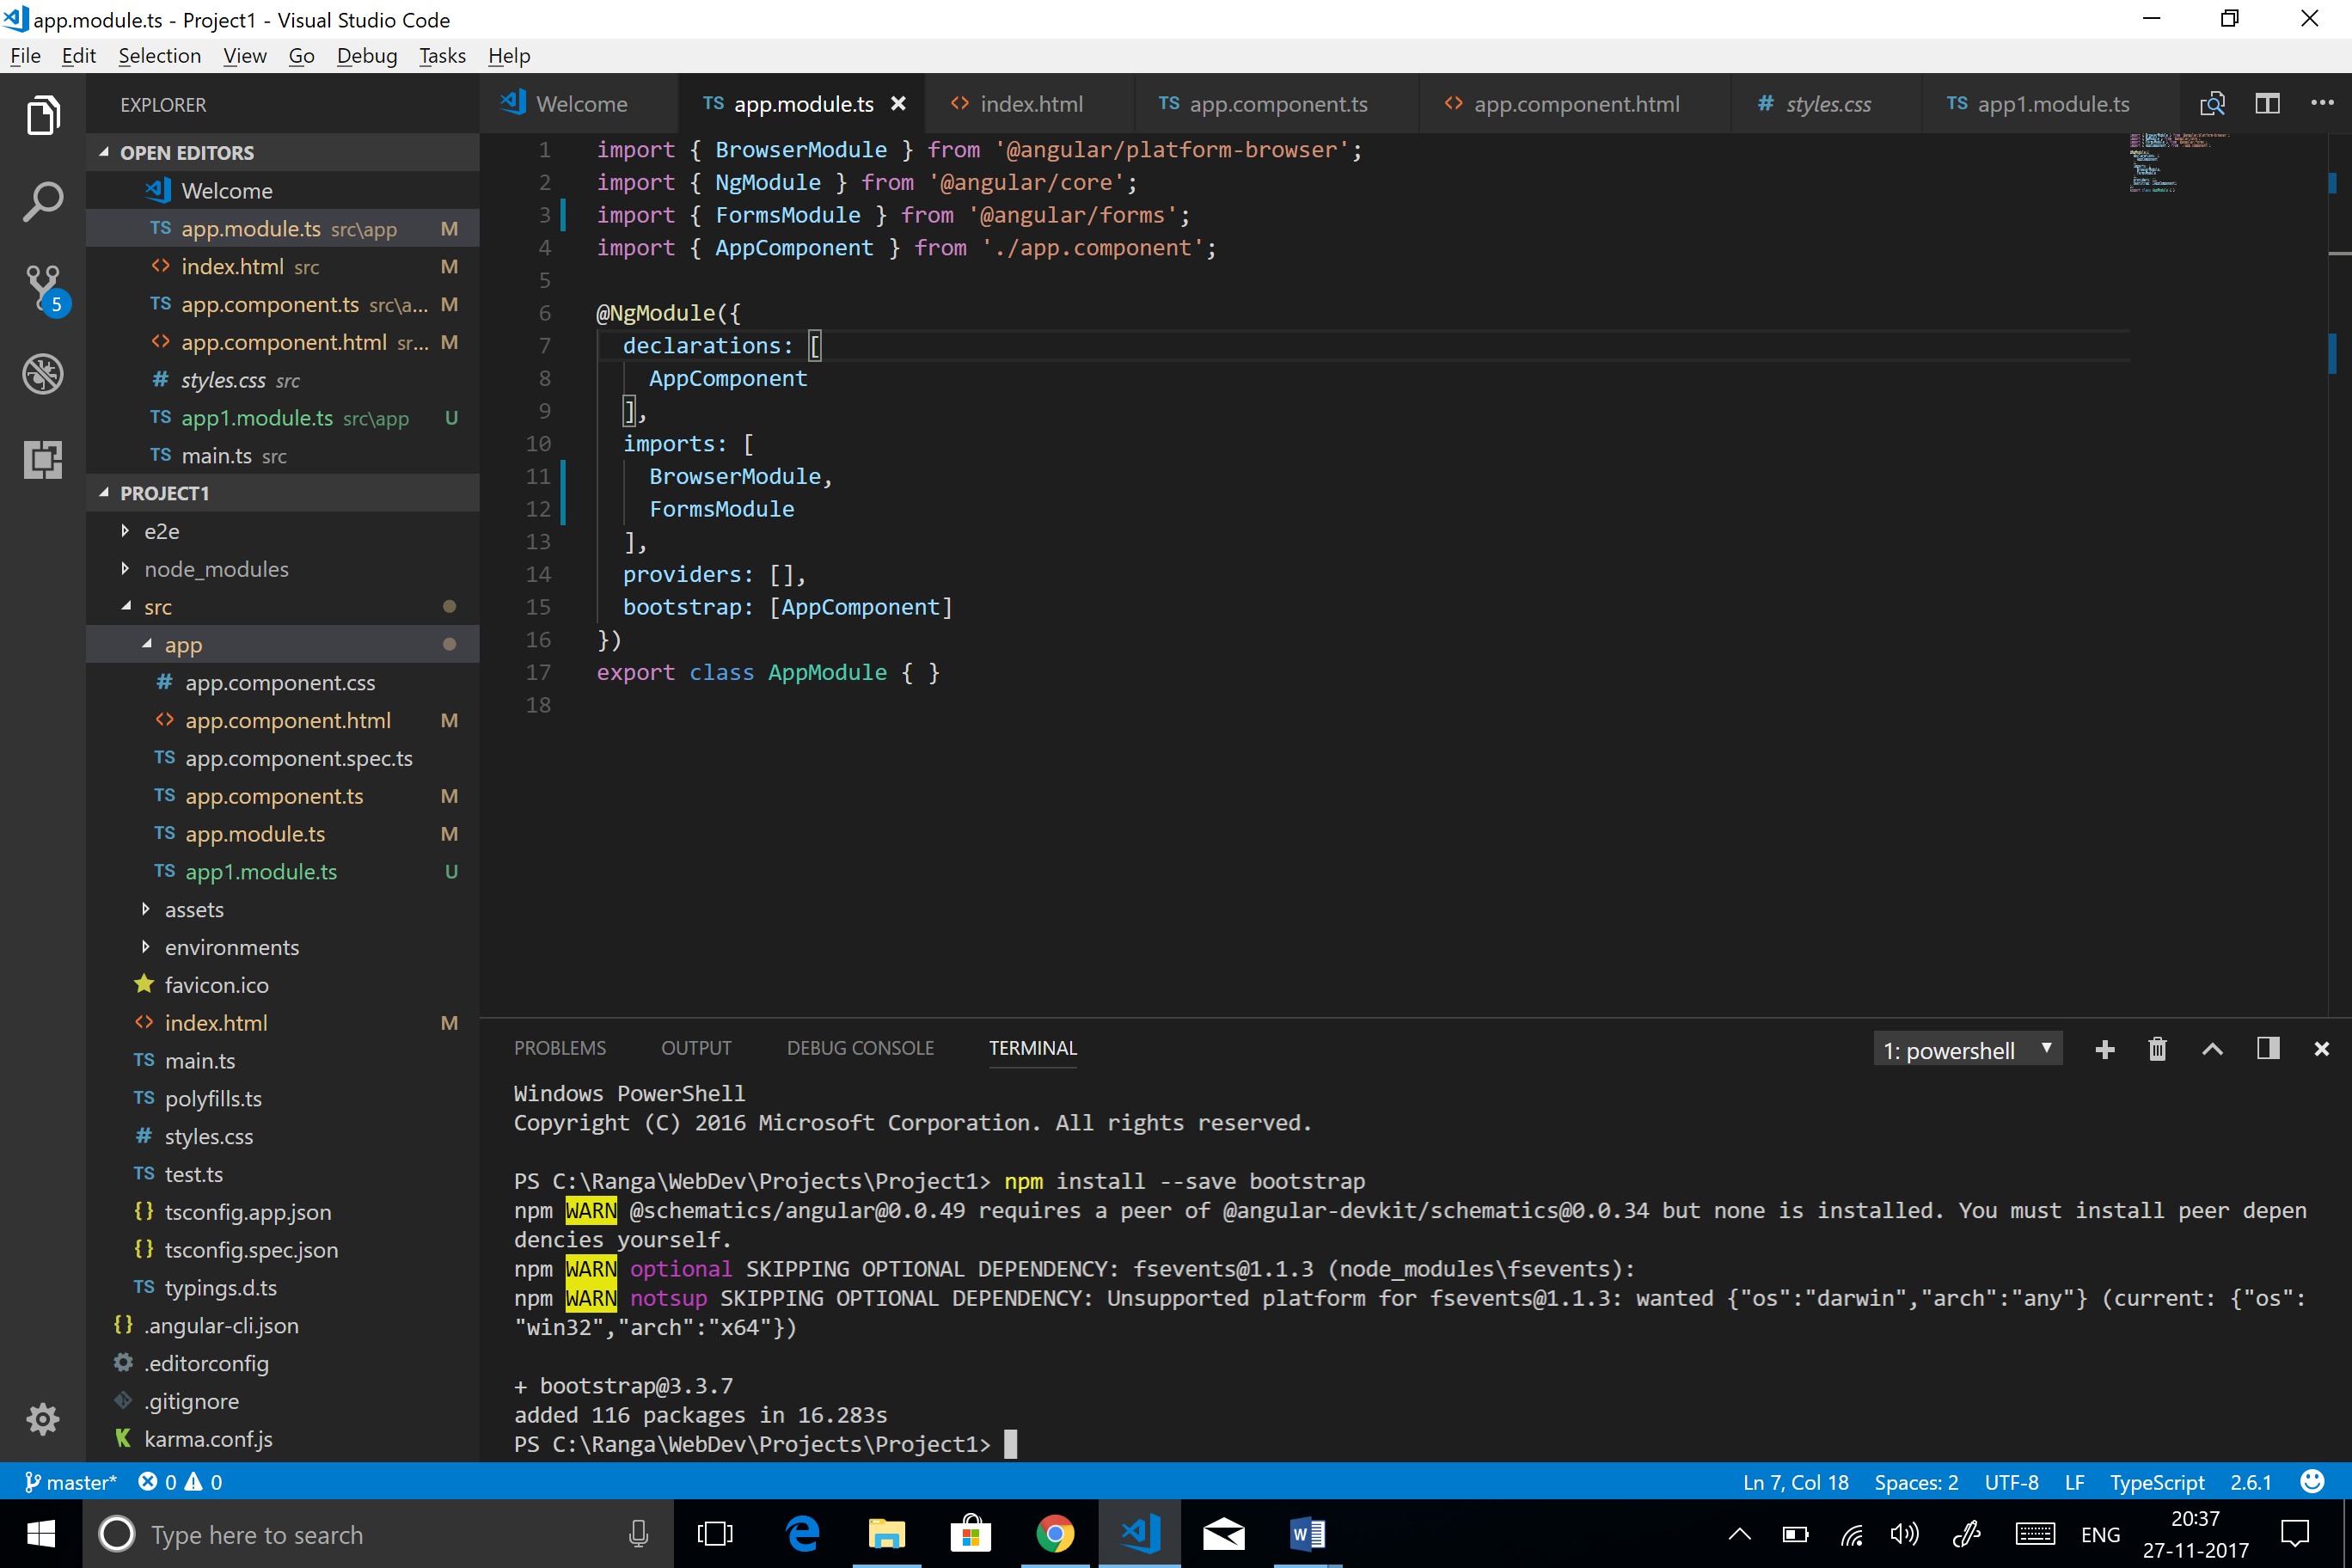 app.module.ts - Project1 - Visual Studio Code
File Edit Selection View Go Debug Tasks Help
EXPLORER
OPEN EDITORS
Welcome
TS app.module.ts src\app M
<> index.html src M
TS app.component.ts src\a... M
<> app.component.html sr... M
# styles.css src
TS app1.module.ts src\app U
TS main.ts src
PROJECT1
e2e
node_modules
src
app
# app.component.css
<> app.component.html M
TS app.component.spec.ts
TS app.component.ts M
TS app.module.ts M
TS app1.module.ts U
assets
environments
favicon.ico
<> index.html M
TS main.ts
TS polyfills.ts
# styles.css
TS test.ts
{} tsconfig.app.json
{} tsconfig.spec.json
TS typings.d.ts
{} .angular-cli.json
.editorconfig
.gitignore
karma.conf.js
5
Welcome TS app.module.ts <> index.html TS app.component.ts <> app.component.html # styles.css TS app1.module.ts
1 import { BrowserModule } from '@angular/platform-browser';
2 import { NgModule } from '@angular/core';
3 import { FormsModule } from '@angular/forms';
4 import { AppComponent } from './app.component';
5
6 @NgModule({
7 declarations: [
8 AppComponent
9 ],
10 imports: [
11 BrowserModule,
12 FormsModule
13 ],
14 providers: [],
15 bootstrap: [AppComponent]
16 })
17 export class AppModule { }
18
PROBLEMS OUTPUT DEBUG CONSOLE TERMINAL 1: powershell
Windows PowerShell
Copyright (C) 2016 Microsoft Corporation. All rights reserved.
PS C:\Ranga\WebDev\Projects\Project1> npm install --save bootstrap
npm WARN @schematics/angular@0.0.49 requires a peer of @angular-devkit/schematics@0.0.34 but none is installed. You must install peer depen
dencies yourself.
npm WARN optional SKIPPING OPTIONAL DEPENDENCY: fsevents@1.1.3 (node_modules\fsevents):
npm WARN notsup SKIPPING OPTIONAL DEPENDENCY: Unsupported platform for fsevents@1.1.3: wanted {"os":"darwin","arch":"any"} (current: {"os":
"win32","arch":"x64"})
+ bootstrap@3.3.7
added 116 packages in 16.283s
PS C:\Ranga\WebDev\Projects\Project1>
master* 0 0 Ln 7, Col 18 Spaces: 2 UTF-8 LF TypeScript 2.6.1
Type here to search ENG
20:37
27-11-2017